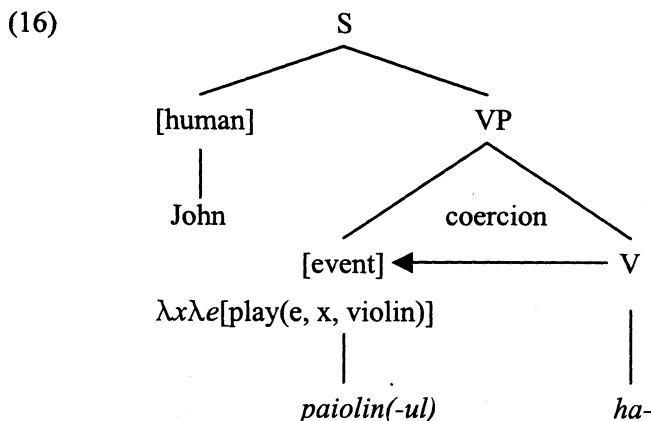 (16) S
[human] VP
John coercion
[event] V
λxλe[play(e, x, violin)]
paiolin(-ul) ha-